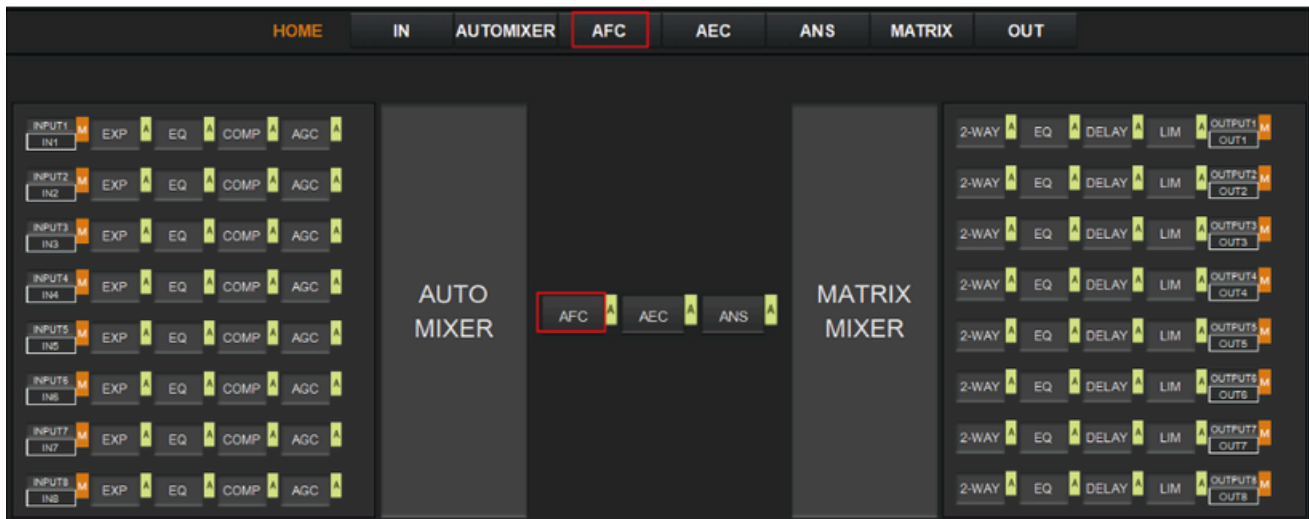 HOME IN AUTOMIXER AFC AEC ANS MATRIX OUT
INPUT1 M EXP A EQ A COMP A AGC A 2-WAY A EQ A DELAY A LIM A OUTPUT1 M
IN1 OUT1
INPUT2 M EXP A EQ A COMP A AGC A 2-WAY A EQ A DELAY A LIM A OUTPUT2 M
IN2 OUT2
INPUT3 M EXP A EQ A COMP A AGC A 2-WAY A EQ A DELAY A LIM A OUTPUT3 M
IN3 OUT3
INPUT4 M EXP A EQ A COMP A AGC A 2-WAY A EQ A DELAY A LIM A OUTPUT4 M
IN4 OUT4
AUTO MIXER AFC A AEC A ANS A MATRIX MIXER
INPUT5 M EXP A EQ A COMP A AGC A 2-WAY A EQ A DELAY A LIM A OUTPUT5 M
IN5 OUT5
INPUT6 M EXP A EQ A COMP A AGC A 2-WAY A EQ A DELAY A LIM A OUTPUT6 M
IN6 OUT6
INPUT7 M EXP A EQ A COMP A AGC A 2-WAY A EQ A DELAY A LIM A OUTPUT7 M
IN7 OUT7
INPUT8 M EXP A EQ A COMP A AGC A 2-WAY A EQ A DELAY A LIM A OUTPUT8 M
IN8 OUT8